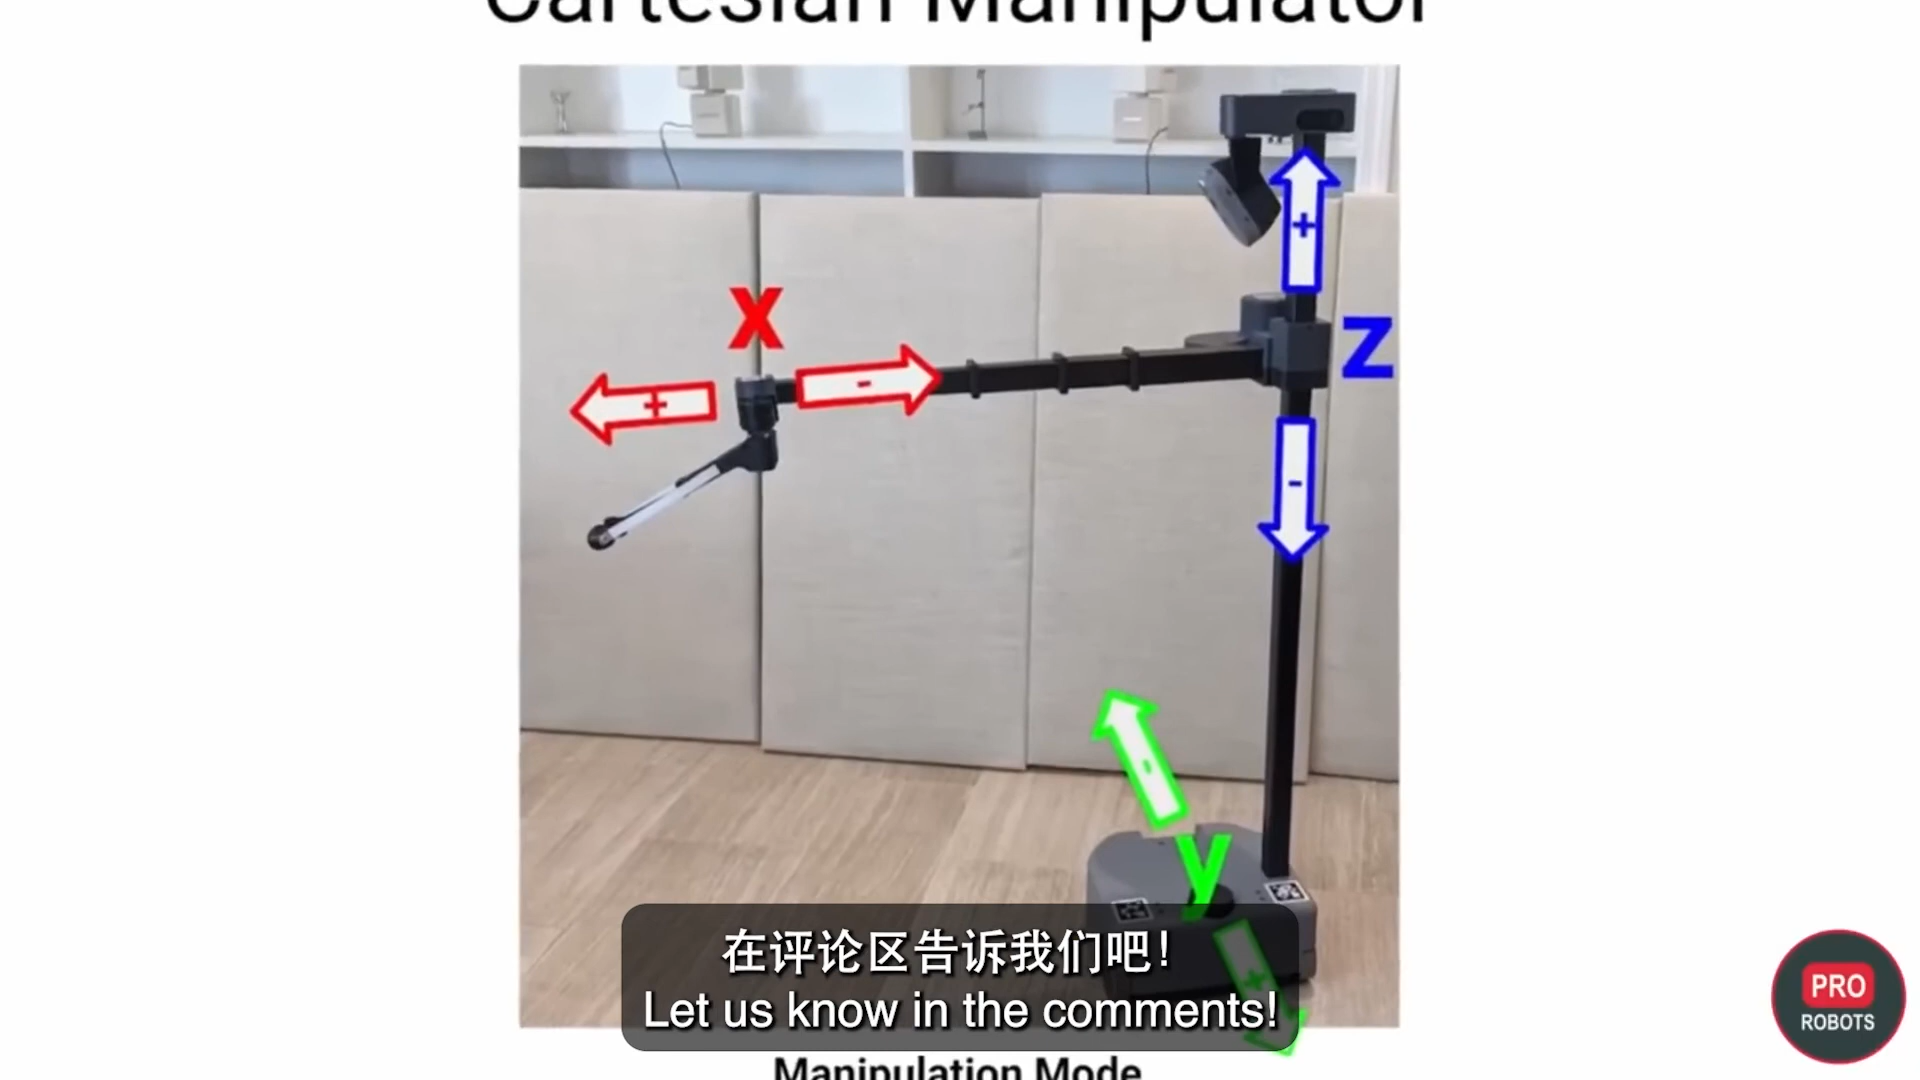 Cartesian Manipulator
X
+
-
+
Z
-
-
y
+
在评论区告诉我们吧！
Let us know in the comments!
PRO
ROBOTS
Manipulation Mode